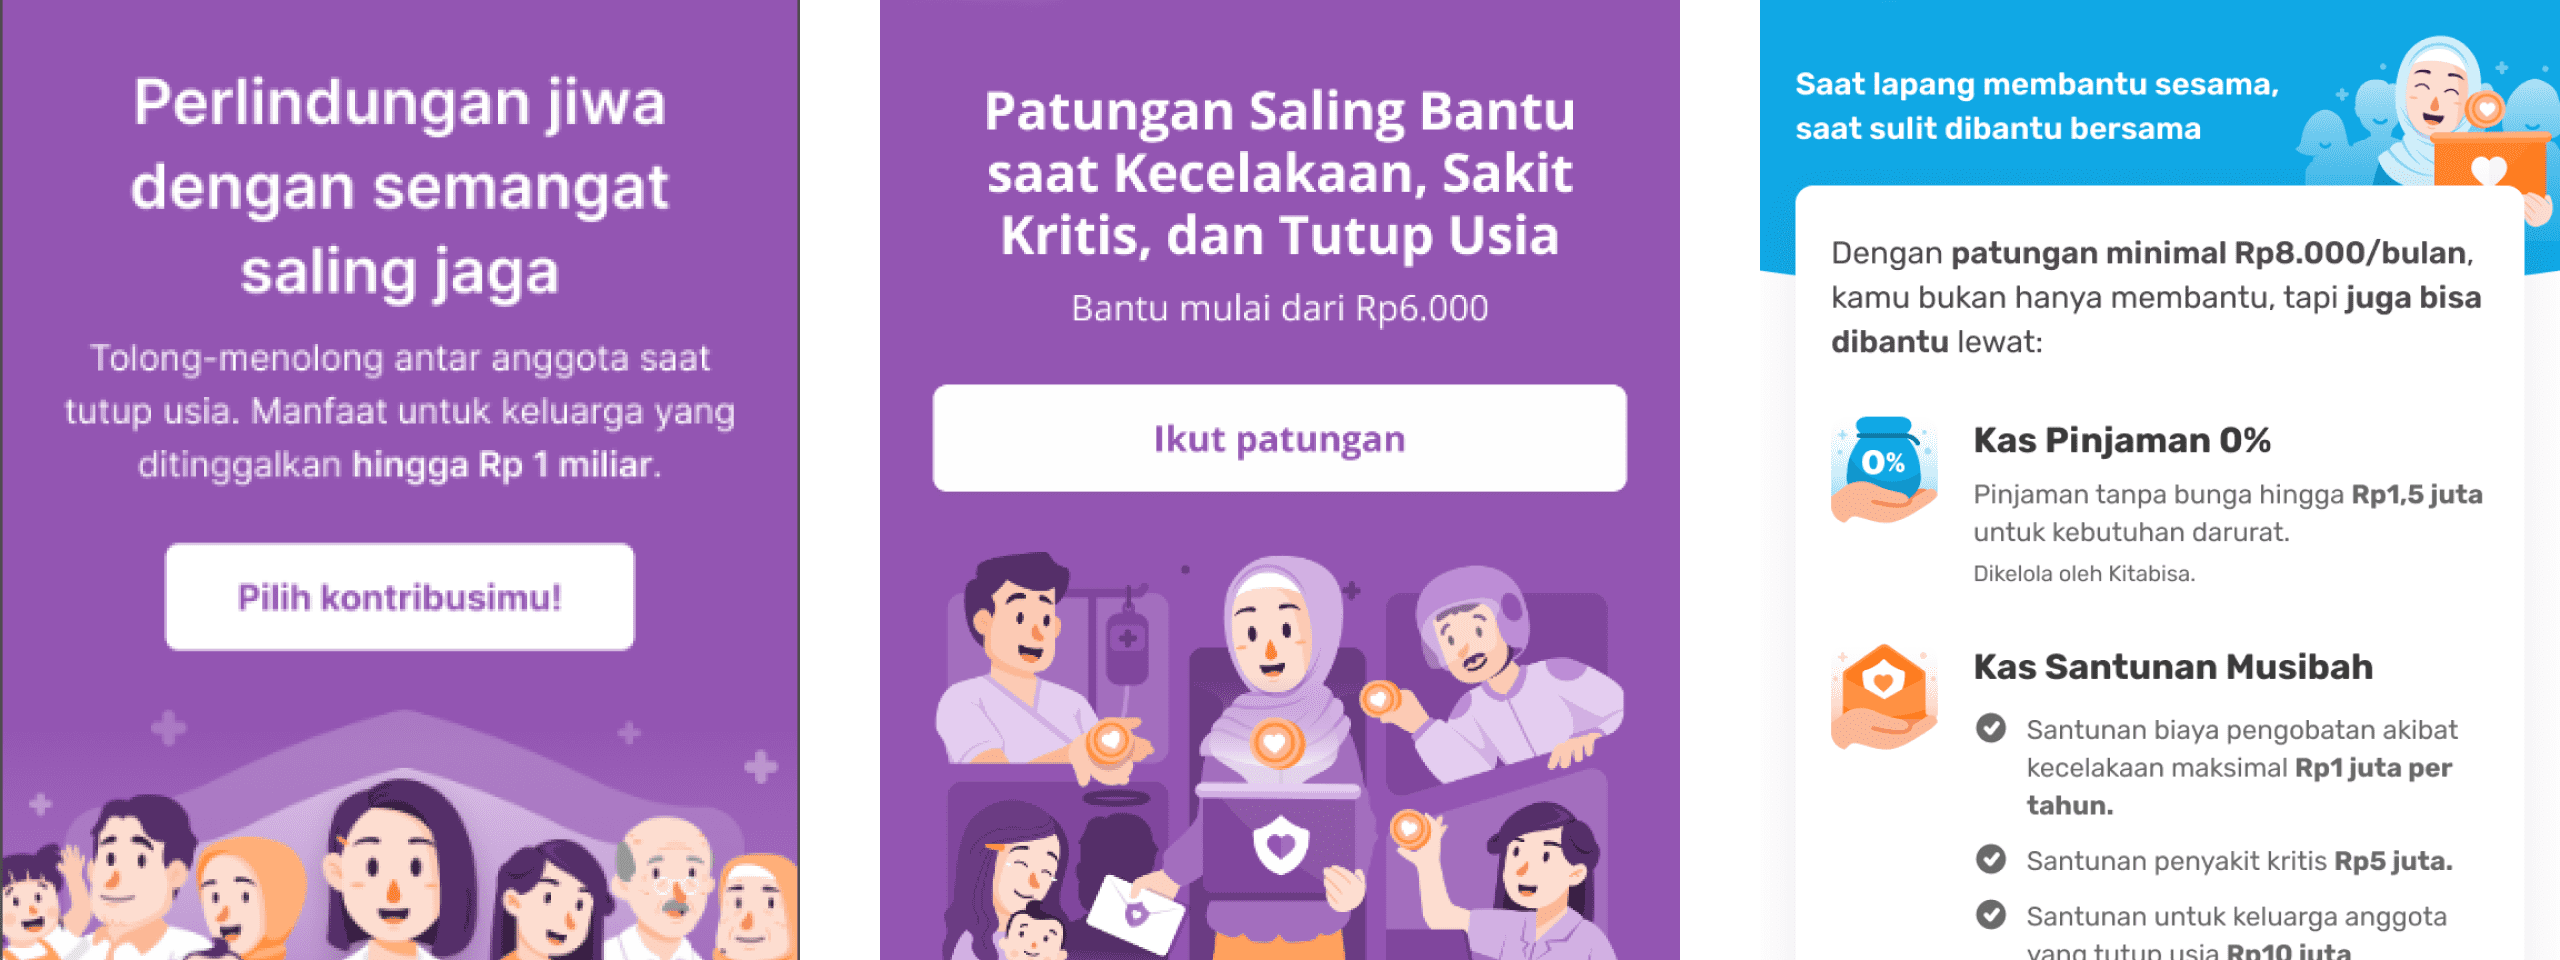 Perlindungan jiwa
dengan semangat
saling jaga
Tolong-menolong antar anggota saat
tutup usia. Manfaat untuk keluarga yang
ditinggalkan hingga Rp 1 miliar.
Pilih kontribusimu!
Patungan Saling Bantu
saat Kecelakaan, Sakit
Kritis, dan Tutup Usia
Bantu mulai dari Rp6.000
Ikut patungan
Saat lapang membantu sesama,
saat sulit dibantu bersama
Dengan patungan minimal Rp8.000/bulan,
kamu bukan hanya membantu, tapi juga bisa
dibantu lewat:
0%
Kas Pinjaman 0%
Pinjaman tanpa bunga hingga Rp1,5 juta
untuk kebutuhan darurat.
Dikelola oleh Kitabisa.
Kas Santunan Musibah
Santunan biaya pengobatan akibat
kecelakaan maksimal Rp1 juta per
tahun.
Santunan penyakit kritis Rp5 juta.
Santunan untuk keluarga anggota
yang tutup usia Rp10 juta